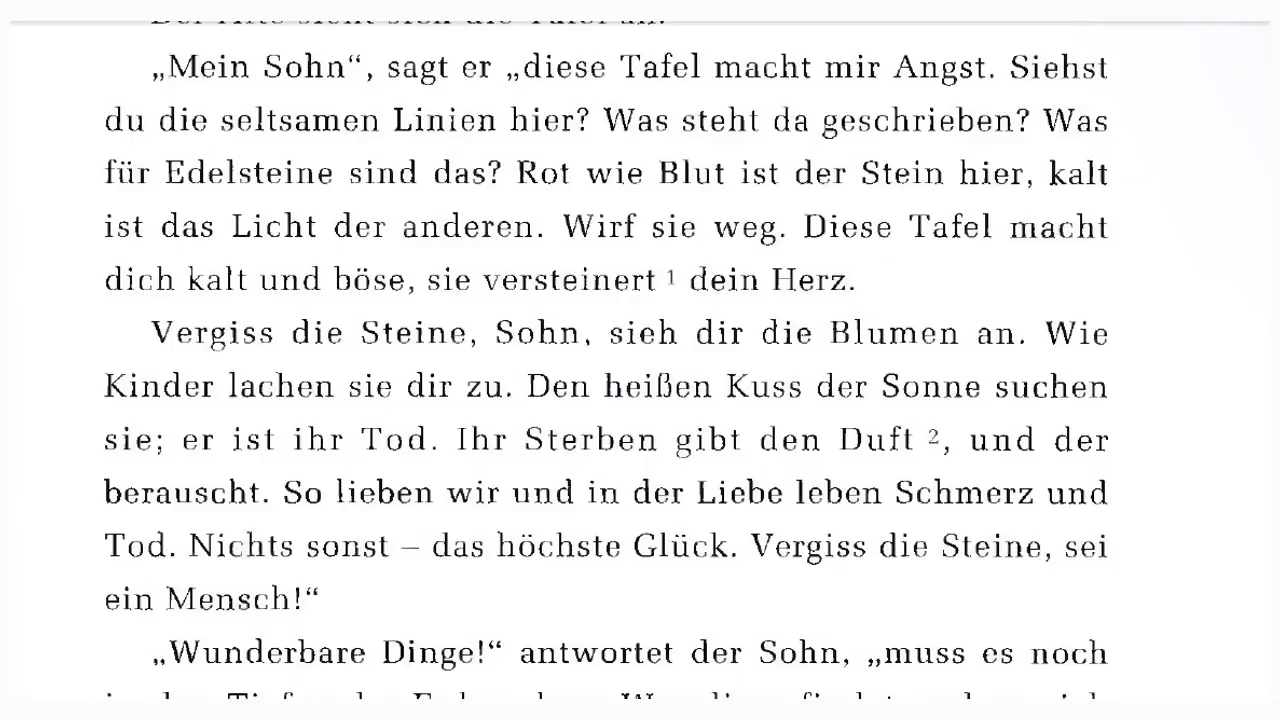 „Mein Sohn“, sagt er „diese Tafel macht mir Angst. Siehst
du die seltsamen Linien hier? Was steht da geschrieben? Was
für Edelsteine sind das? Rot wie Blut ist der Stein hier, kalt
ist das Licht der anderen. Wirf sie weg. Diese Tafel macht
dich kalt und böse, sie versteinert ¹ dein Herz.
Vergiss die Steine, Sohn, sieh dir die Blumen an. Wie
Kinder lachen sie dir zu. Den heißen Kuss der Sonne suchen
sie; er ist ihr Tod. Ihr Sterben gibt den Duft ², und der
berauscht. So lieben wir und in der Liebe leben Schmerz und
Tod. Nichts sonst – das höchste Glück. Vergiss die Steine, sei
ein Mensch!“
„Wunderbare Dinge!“ antwortet der Sohn, „muss es noch